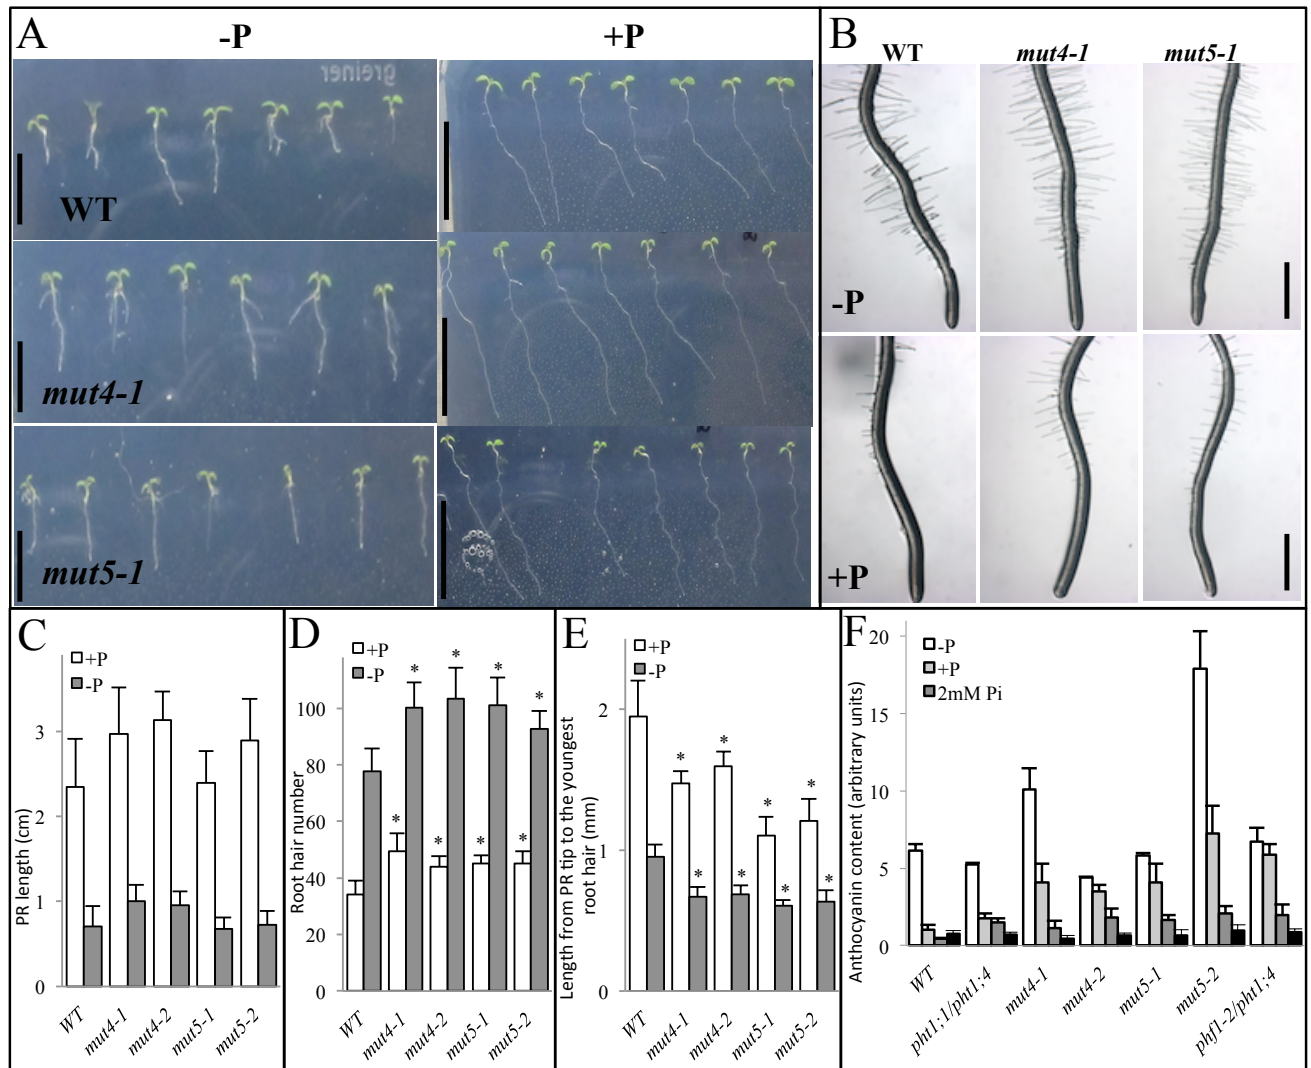 A
-P
+P
greiner
WT
mut4-1
mut5-1
B
WT
mut4-1
mut5-1
-P
+P
C
+P
-P
PR length (cm)
3
2
1
0
WT
mut4-1
mut4-2
mut5-1
mut5-2
D
+P
-P
Root hair number
100
80
60
40
20
0
* * * *
* * * *
WT
mut4-1
mut4-2
mut5-1
mut5-2
E
+P
-P
Length from PR tip to the youngest
root hair (mm)
2
1
0
* * * *
* * * *
WT
mut4-1
mut4-2
mut5-1
mut5-2
F
-P
+P
2mM Pi
Anthocyanin content (arbitrary units)
20
15
10
5
0
WT
pht1;1/pht1;4
mut4-1
mut4-2
mut5-1
mut5-2
phf1-2/pht1;4